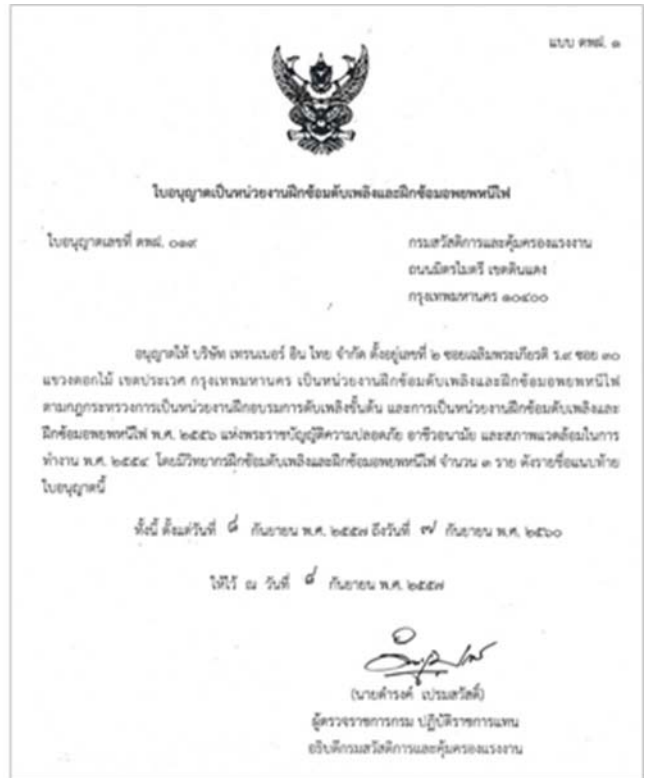 แบบ ดพฝ. ๑
ใบอนุญาตเป็นหน่วยงานฝึกซ้อมดับเพลิงและฝึกซ้อมอพยพหนีไฟ
ใบอนุญาตเลขที่ ดพฝ. ๐๑๙
กรมสวัสดิการและคุ้มครองแรงงาน
ถนนมิตรไมตรี เขตดินแดง
กรุงเทพมหานคร ๑๐๔๐๐
อนุญาตให้ บริษัท เทรนเนอร์ อิน ไทย จำกัด ตั้งอยู่เลขที่ ๒ ซอยเฉลิมพระเกียรติ ร.๙ ซอย ๓๐
แขวงดอกไม้ เขตประเวศ กรุงเทพมหานคร เป็นหน่วยงานฝึกซ้อมดับเพลิงและฝึกซ้อมอพยพหนีไฟ
ตามกฎกระทรวงการเป็นหน่วยงานฝึกอบรมการดับเพลิงขั้นต้น และการเป็นหน่วยงานฝึกซ้อมดับเพลิงและ
ฝึกซ้อมอพยพหนีไฟ พ.ศ. ๒๕๕๖ แห่งพระราชบัญญัติความปลอดภัย อาชีวอนามัย และสภาพแวดล้อมในการ
ทำงาน พ.ศ. ๒๕๕๔ โดยมีวิทยากรฝึกซ้อมดับเพลิงและฝึกซ้อมอพยพหนีไฟ จำนวน ๓ ราย ดังรายชื่อแนบท้าย
ใบอนุญาตนี้
ทั้งนี้ ตั้งแต่วันที่ ๘ กันยายน พ.ศ. ๒๕๕๗ ถึงวันที่ ๗ กันยายน พ.ศ. ๒๕๖๐
ให้ไว้ ณ วันที่ ๘ กันยายน พ.ศ. ๒๕๕๗
(นายดำรงค์ เปรมสวัสดิ์)
ผู้ตรวจราชการกรม ปฏิบัติราชการแทน
อธิบดีกรมสวัสดิการและคุ้มครองแรงงาน